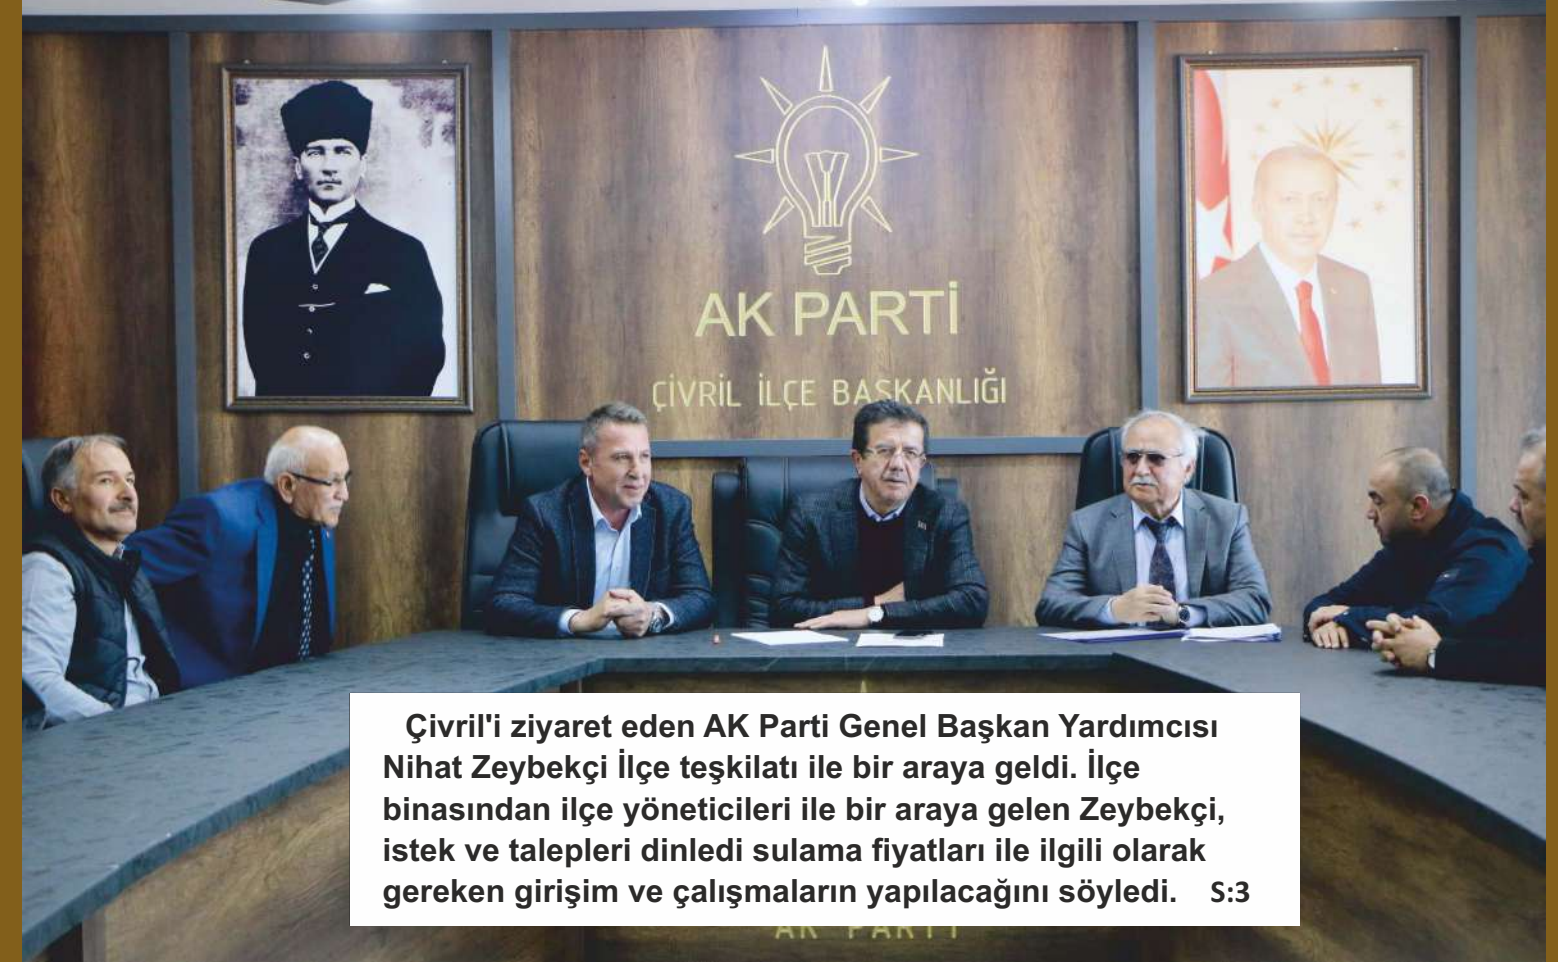 AK PARTİ
ÇİVRİL İLÇE BAŞKANLIĞI
Çivril'i ziyaret eden AK Parti Genel Başkan Yardımcısı
Nihat Zeybekçi İlçe teşkilatı ile bir araya geldi. İlçe
binasından ilçe yöneticileri ile bir araya gelen Zeybekçi,
istek ve talepleri dinledi sulama fiyatları ile ilgili olarak
gereken girişim ve çalışmaların yapılacağını söyledi. S:3
AK PARTİ